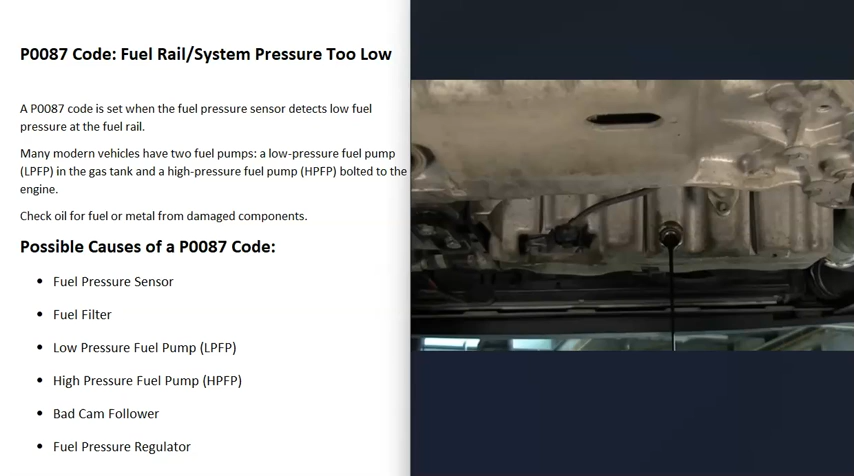 P0087 Code: Fuel Rail/System Pressure Too Low
A P0087 code is set when the fuel pressure sensor detects low fuel
pressure at the fuel rail.
Many modern vehicles have two fuel pumps: a low-pressure fuel pump
(LPFP) in the gas tank and a high-pressure fuel pump (HPFP) bolted to the
engine.
Check oil for fuel or metal from damaged components.
Possible Causes of a P0087 Code:
• Fuel Pressure Sensor
• Fuel Filter
• Low Pressure Fuel Pump (LPFP)
• High Pressure Fuel Pump (HPFP)
• Bad Cam Follower
• Fuel Pressure Regulator